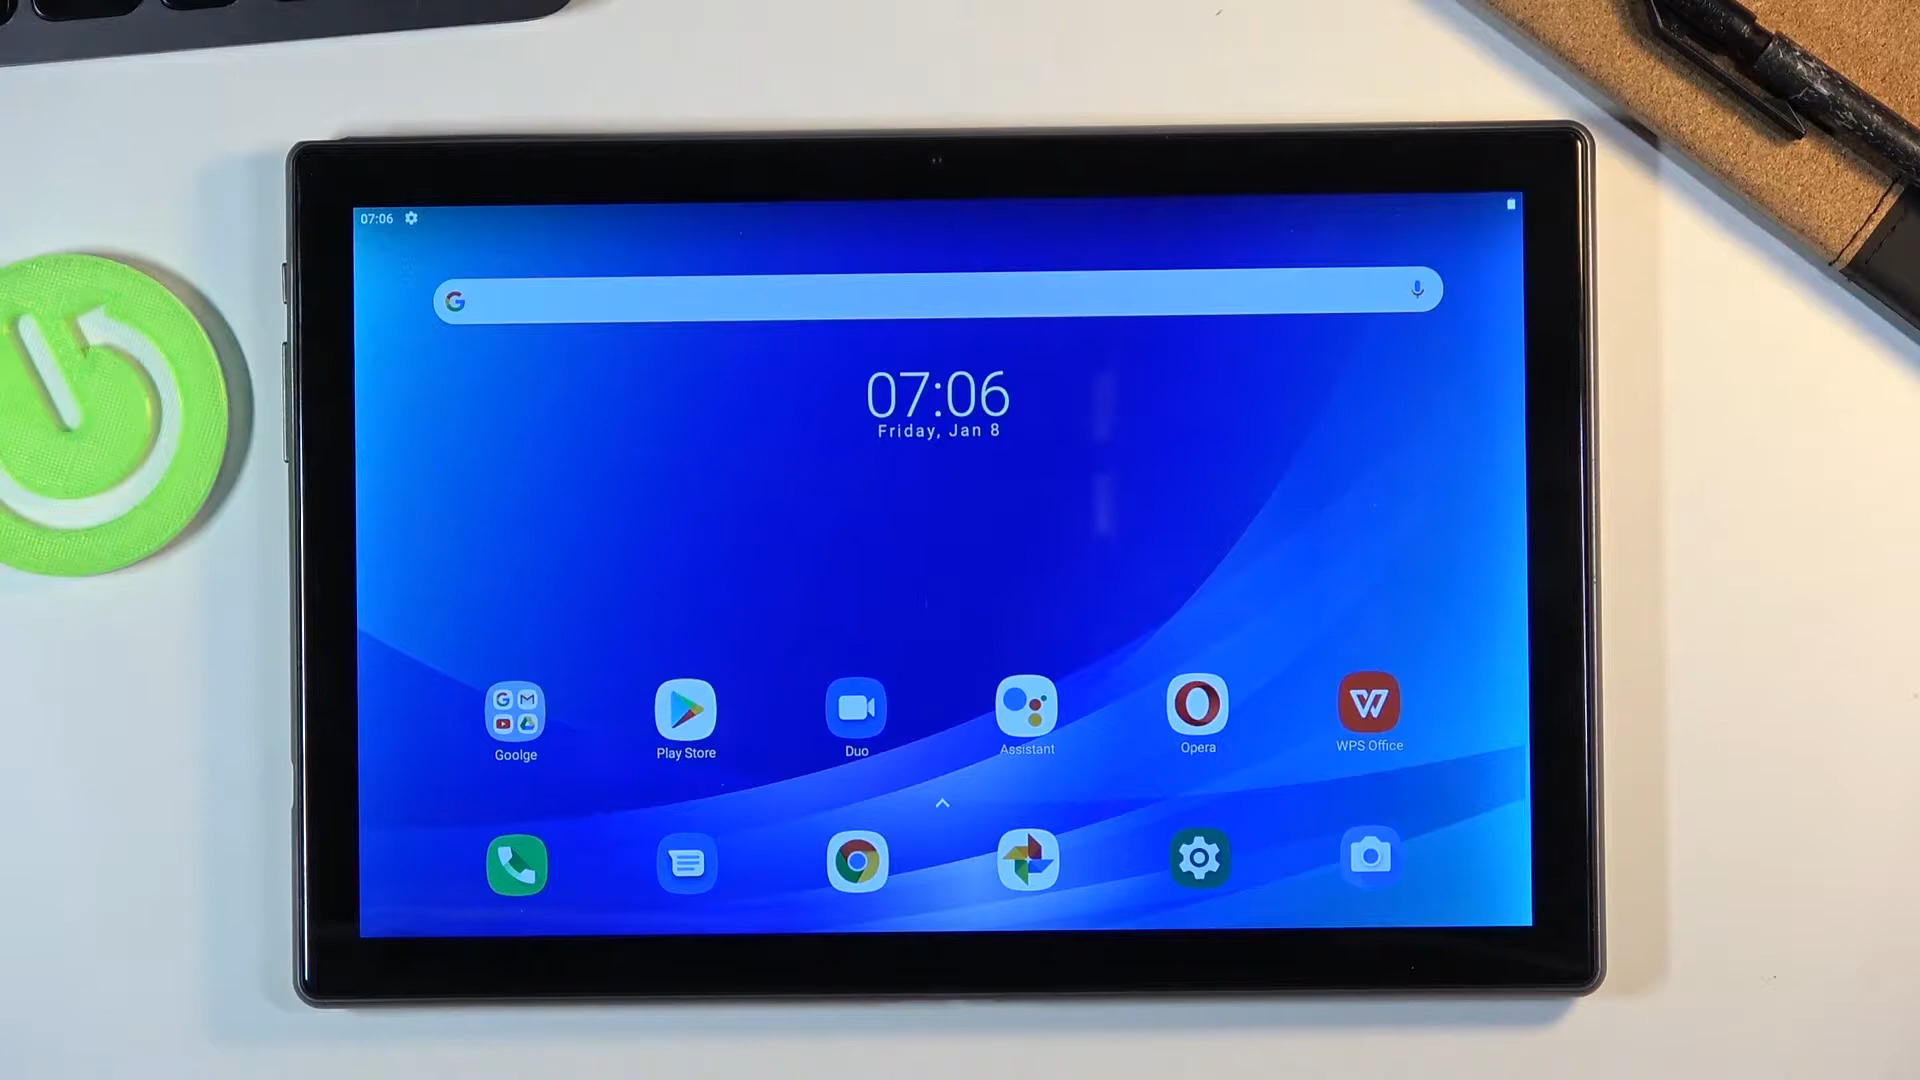 07:06
07:06
Friday, Jan 8
Goolge
Play Store
Duo
Assistant
Opera
WPS Office